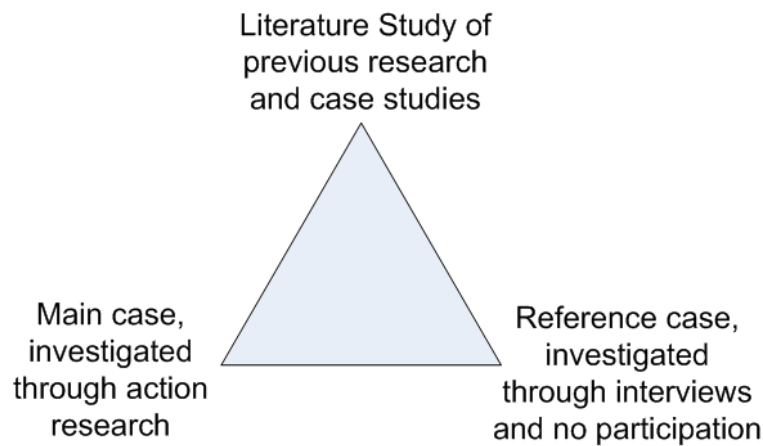 Literature Study of
previous research
and case studies
Main case,
investigated
through action
research
Reference case,
investigated
through interviews
and no participation